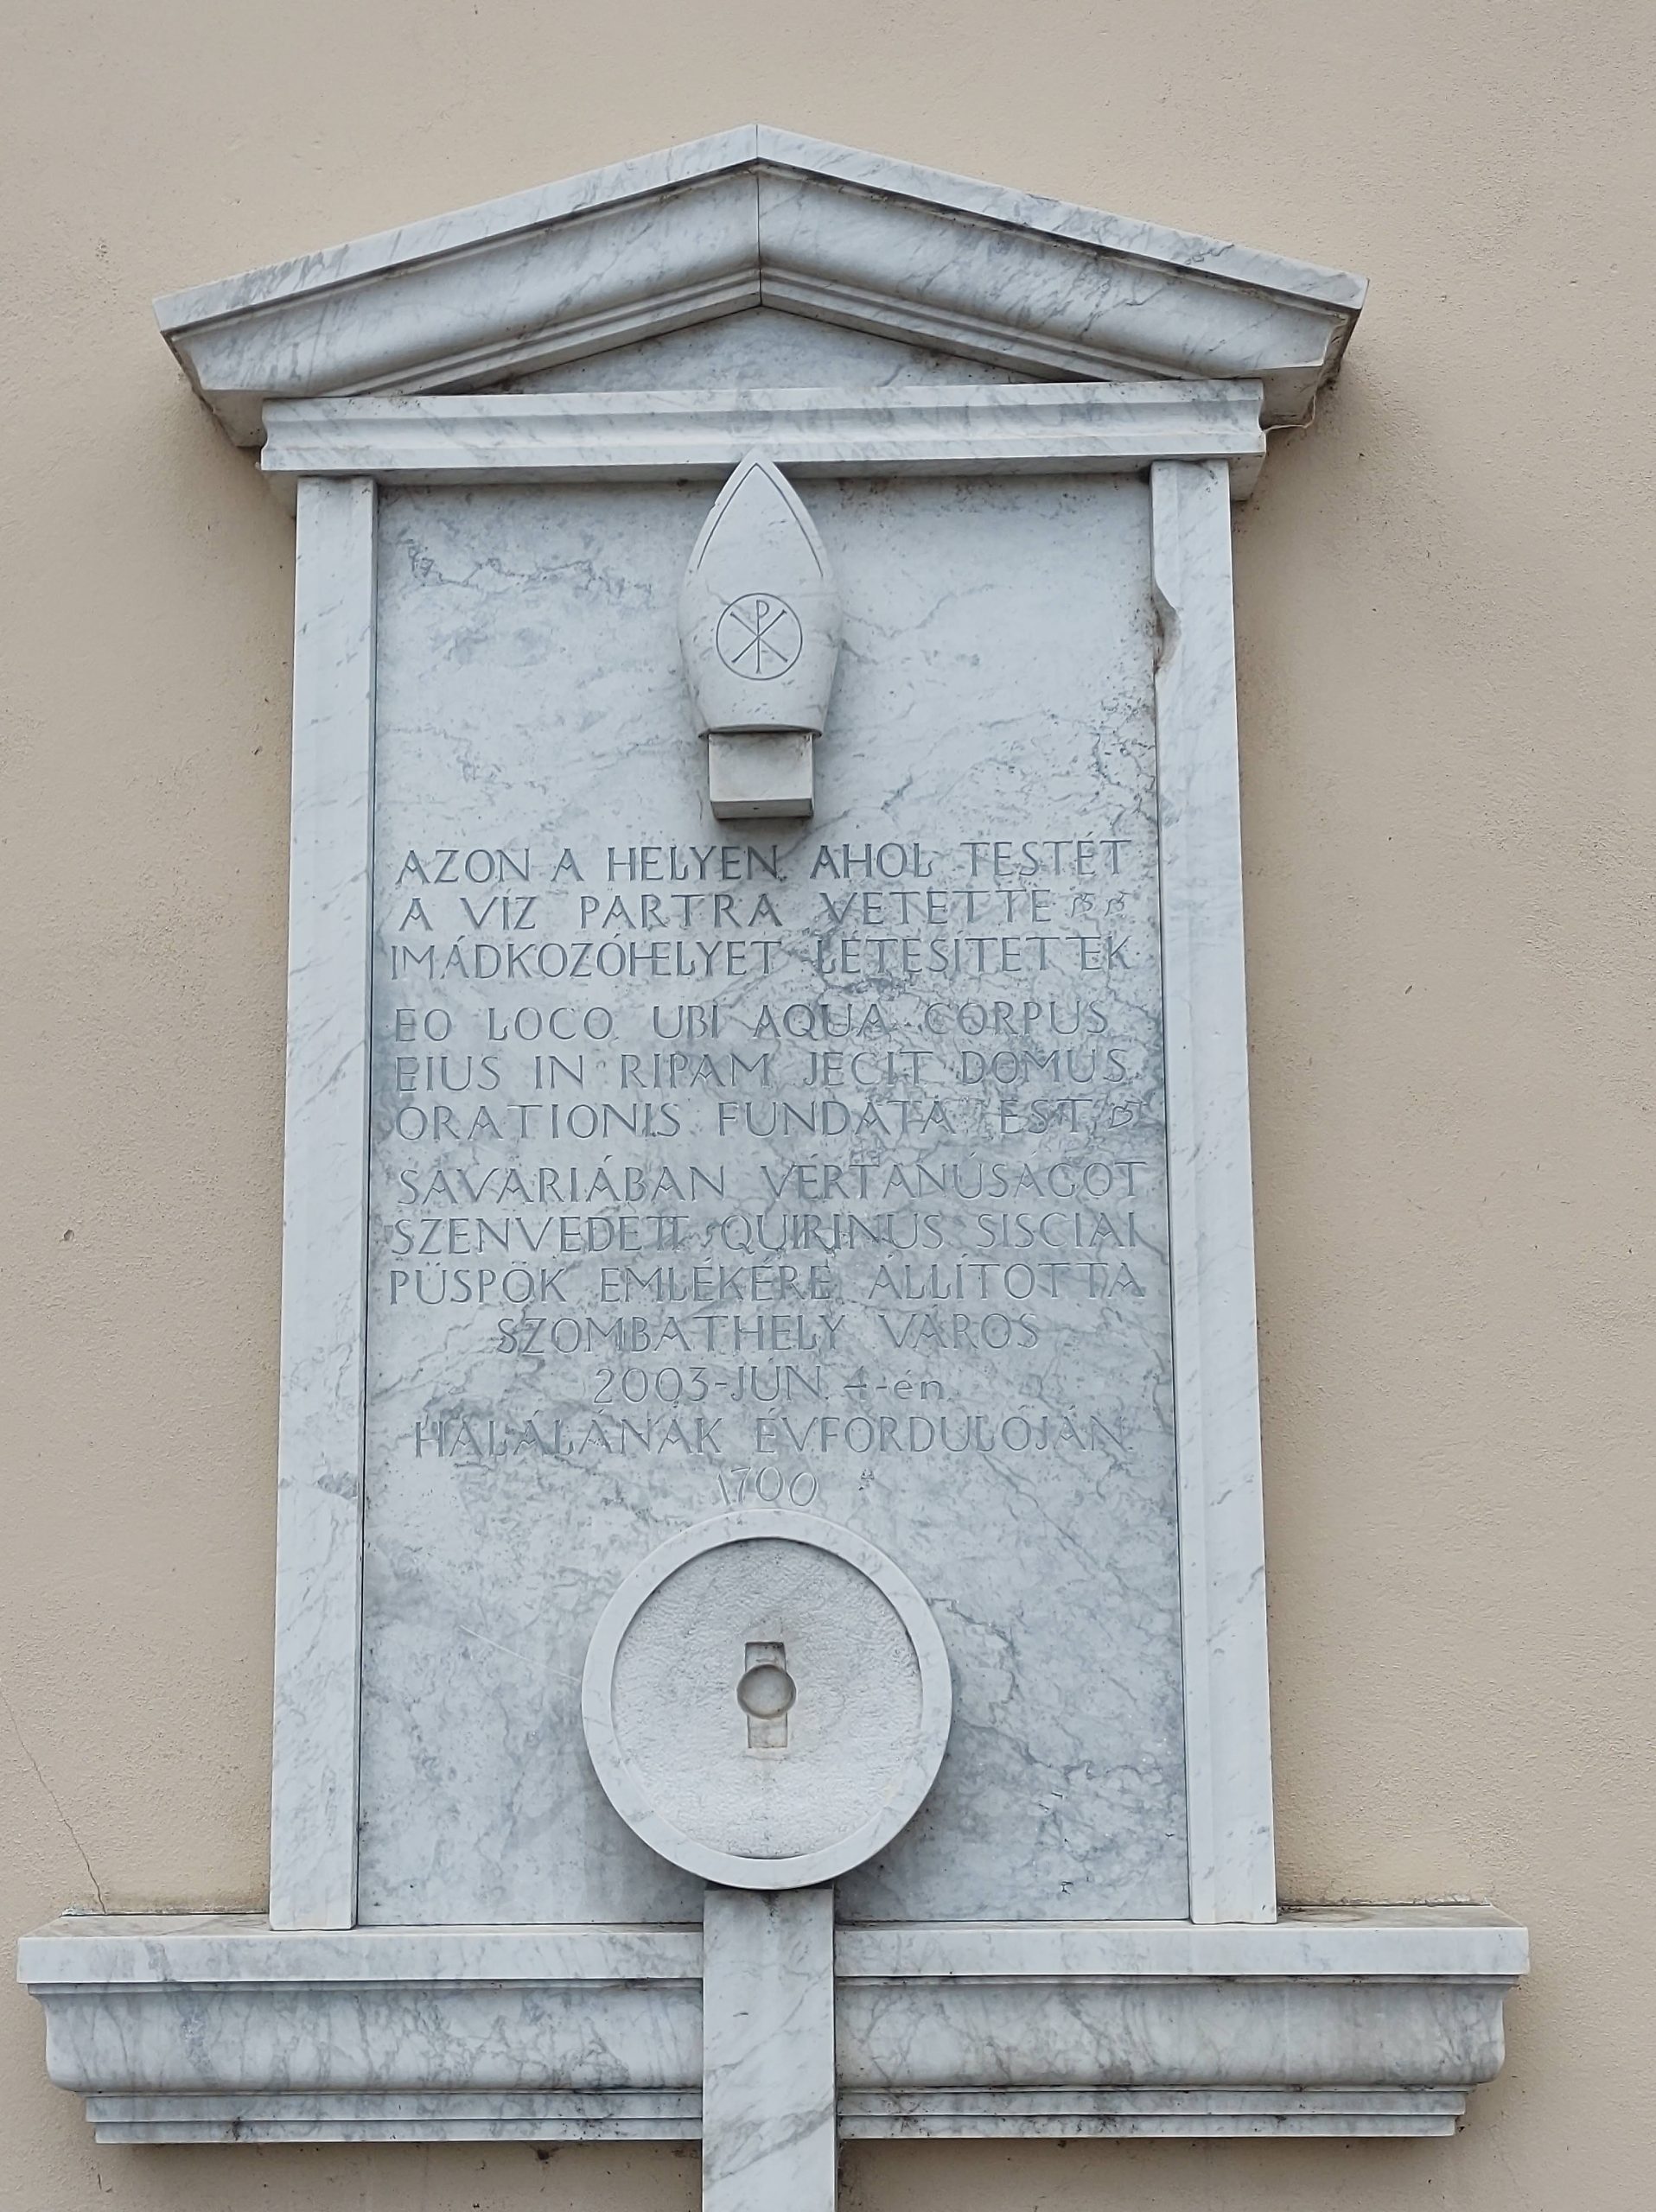 AZON A HELYEN AHOL TESTÉT
A VÍZ PARTRA VETETTE
IMÁDKOZÓHELYET LÉTESÍTETTEK
EO LOCO UBI AQUA CORPUS
EIUS IN RIPAM JECIT DOMUS
ORATIONIS FUNDATA EST
SAVARIÁBAN VÉRTANÚSÁGOT
SZENVEDETT QUIRINUS SISCIAI
PÜSPÖK EMLÉKÉRE ÁLLÍTOTTA
SZOMBATHELY VÁROS
2003-JÚN. 4-én
HALÁLÁNAK ÉVFORDULÓJÁN
1700